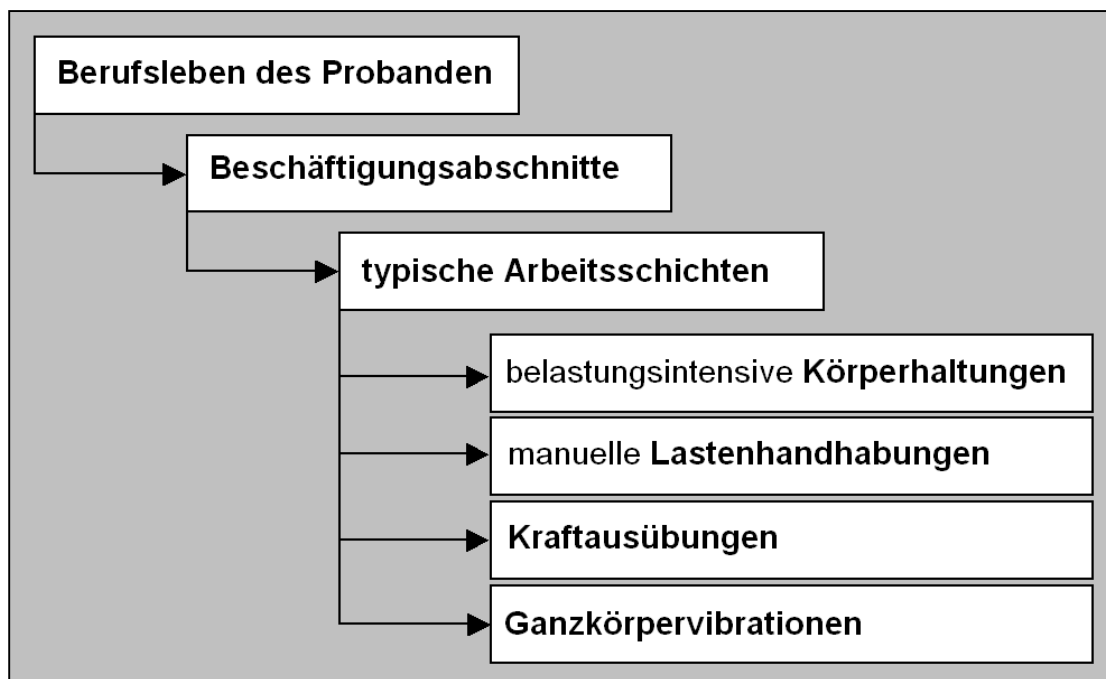 Berufsleben des Probanden
Beschäftigungsabschnitte
typische Arbeitsschichten
belastungsintensive Körperhaltungen
manuelle Lastenhandhabungen
Kraftausübungen
Ganzkörpervibrationen